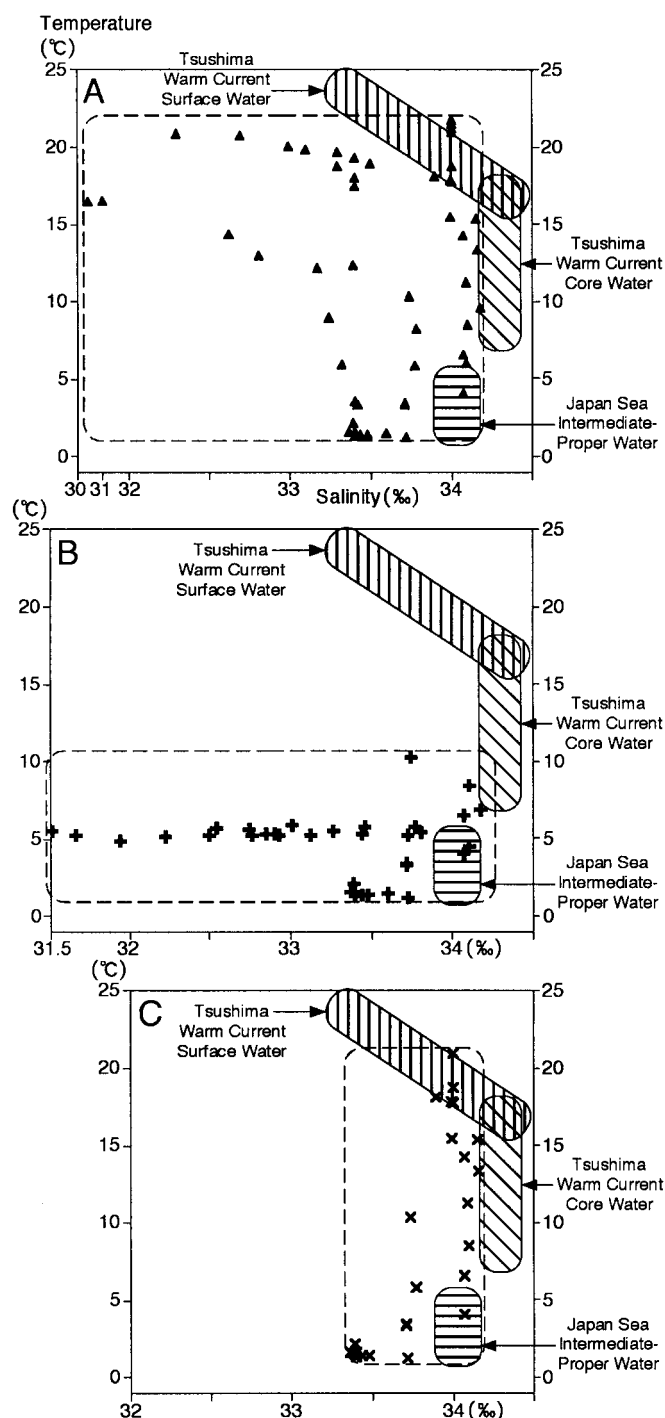 Temperature
(℃)
25
20
15
10
5
0
A
Tsushima
Warm Current
Surface Water
25
20
15
10
5
0
Tsushima
Warm Current
Core Water
Japan Sea
Intermediate-
Proper Water
30 31 32 33 Salinity(‰) 34
(℃)
25
20
15
10
5
0
B
Tsushima
Warm Current
Surface Water
25
20
15
10
5
0
Tsushima
Warm Current
Core Water
Japan Sea
Intermediate-
Proper Water
31.5 32 33 34 (‰)
(℃)
25
20
15
10
5
0
C
Tsushima
Warm Current
Surface Water
25
20
15
10
5
0
Tsushima
Warm Current
Core Water
Japan Sea
Intermediate-
Proper Water
32 33 34 (‰)